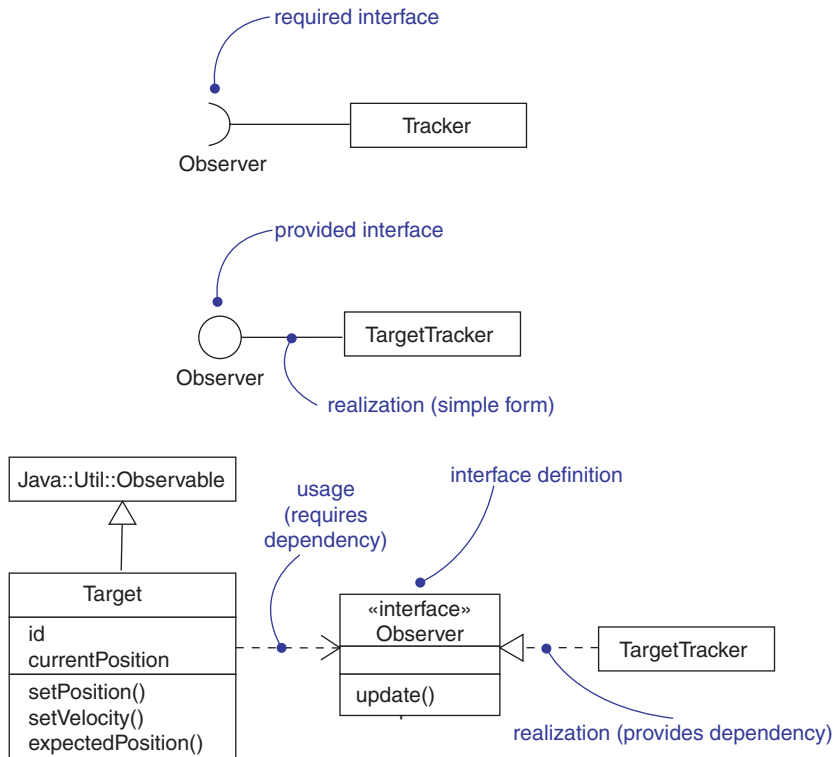 required interface
Tracker
Observer
provided interface
TargetTracker
Observer
realization (simple form)
Java::Util::Observable
usage
(requires
dependency)
interface definition
Target
id
currentPosition
setPosition()
setVelocity()
expectedPosition()
«interface»
Observer
update()
TargetTracker
realization (provides dependency)